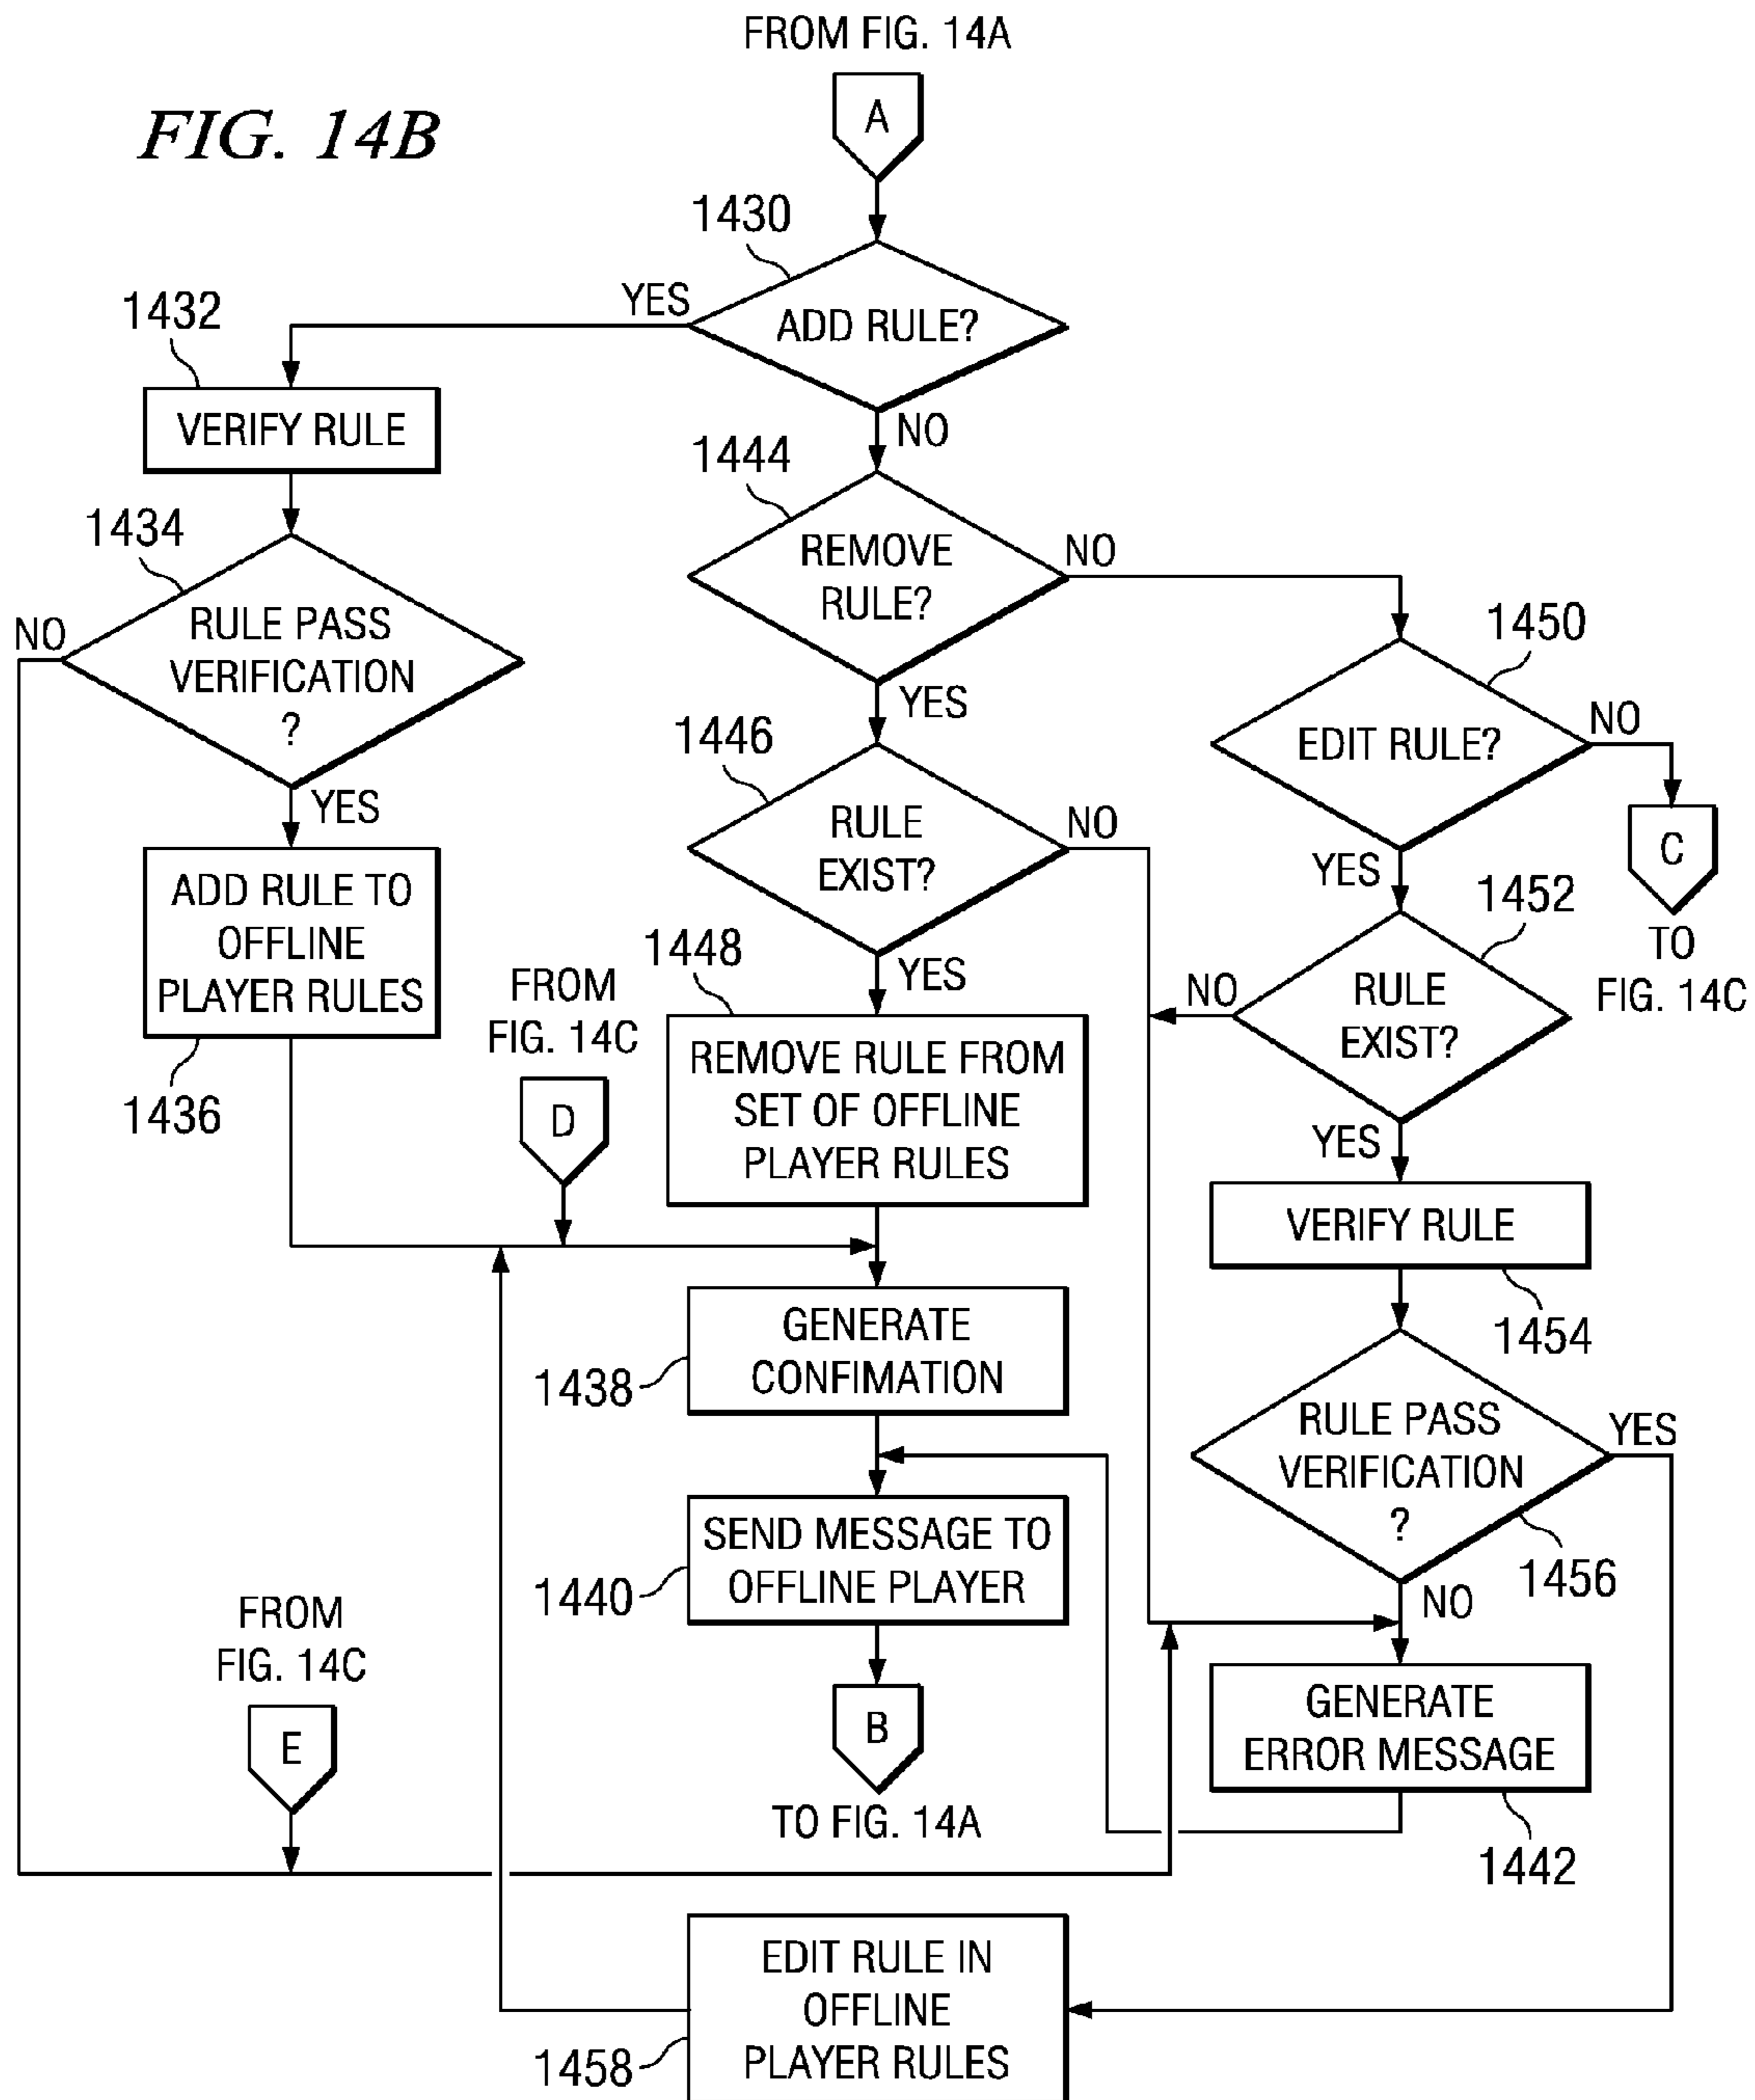 FROM FIG. 14A
FIG. 14B
A
1430
ADD RULE?
YES
NO
1432
VERIFY RULE
1434
RULE PASS
VERIFICATION
?
NO
YES
1444
REMOVE
RULE?
NO
YES
1450
EDIT RULE?
NO
YES
C
TO
FIG. 14C
1446
RULE
EXIST?
NO
YES
1436
ADD RULE TO
OFFLINE
PLAYER RULES
1448
REMOVE RULE FROM
SET OF OFFLINE
PLAYER RULES
FROM
FIG. 14C
D
1452
RULE
EXIST?
NO
YES
VERIFY RULE
1454
GENERATE
CONFIMATION
1438
RULE PASS
VERIFICATION
?
YES
NO
1456
SEND MESSAGE TO
OFFLINE PLAYER
1440
FROM
FIG. 14C
E
B
TO FIG. 14A
GENERATE
ERROR MESSAGE
1442
EDIT RULE IN
OFFLINE
PLAYER RULES
1458